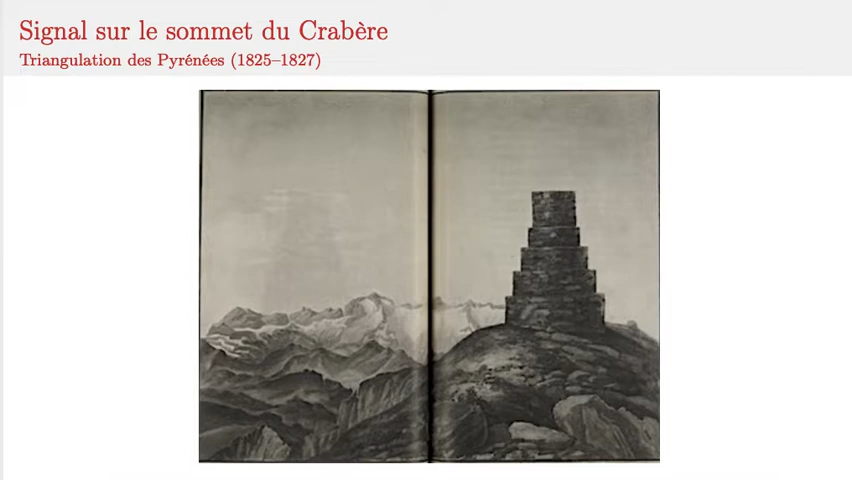 Signal sur le sommet du Crabère
Triangulation des Pyrénées (1825–1827)